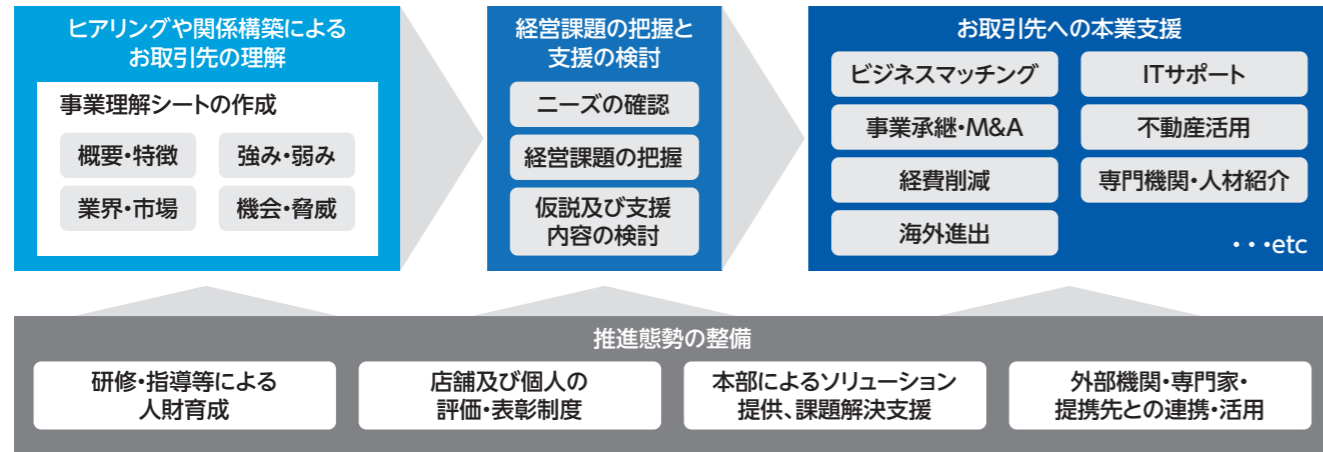 ヒアリングや関係構築による
お取引先の理解
事業理解シートの作成
概要・特徴
強み・弱み
業界・市場
機会・脅威
経営課題の把握と
支援の検討
ニーズの確認
経営課題の把握
仮説及び支援
内容の検討
お取引先への本業支援
ビジネスマッチング
ITサポート
事業承継・M&A
不動産活用
経費削減
専門機関・人材紹介
海外進出
・・・etc
推進態勢の整備
研修・指導等による
人財育成
店舗及び個人の
評価・表彰制度
本部によるソリューション
提供、課題解決支援
外部機関・専門家・
提携先との連携・活用